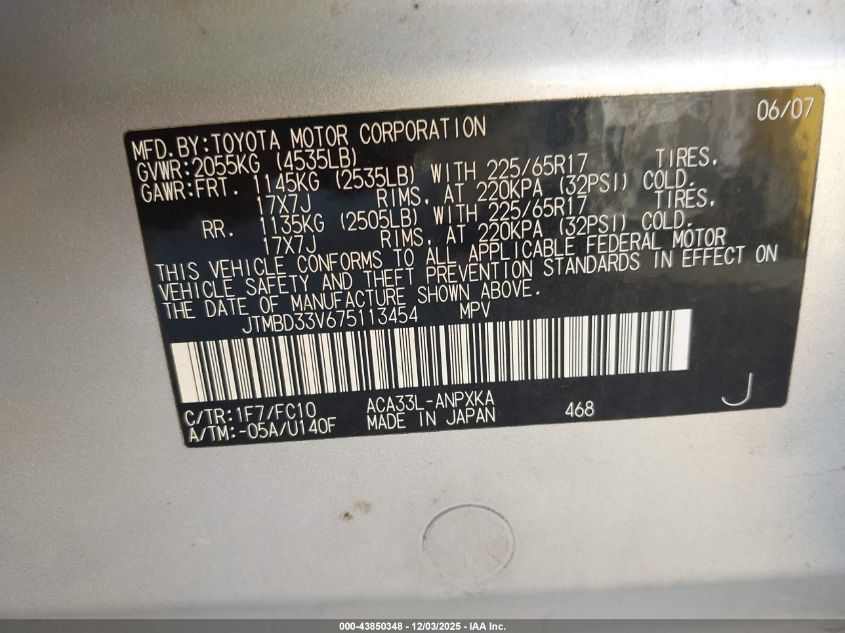 06/07
MFD.BY:TOYOTA MOTOR CORPORATION
GVWR:2055KG (4535LB)
GAWR:FRT. 1145KG (2535LB) WITH 225/65R17 TIRES,
17X7J RIMS, AT 220KPA (32PSI) COLD.
RR. 1135KG (2505LB) WITH 225/65R17 TIRES,
17X7J RIMS, AT 220KPA (32PSI) COLD.
THIS VEHICLE CONFORMS TO ALL APPLICABLE FEDERAL MOTOR
VEHICLE SAFETY AND THEFT PREVENTION STANDARDS IN EFFECT ON
THE DATE OF MANUFACTURE SHOWN ABOVE.
JTMBD33V675113454 MPV
C/TR:1F7/FC10 ACA33L-ANPXKA 468 J
A/TM:-05A/U140F MADE IN JAPAN
000-43850348 - 12/03/2025 - IAA Inc.